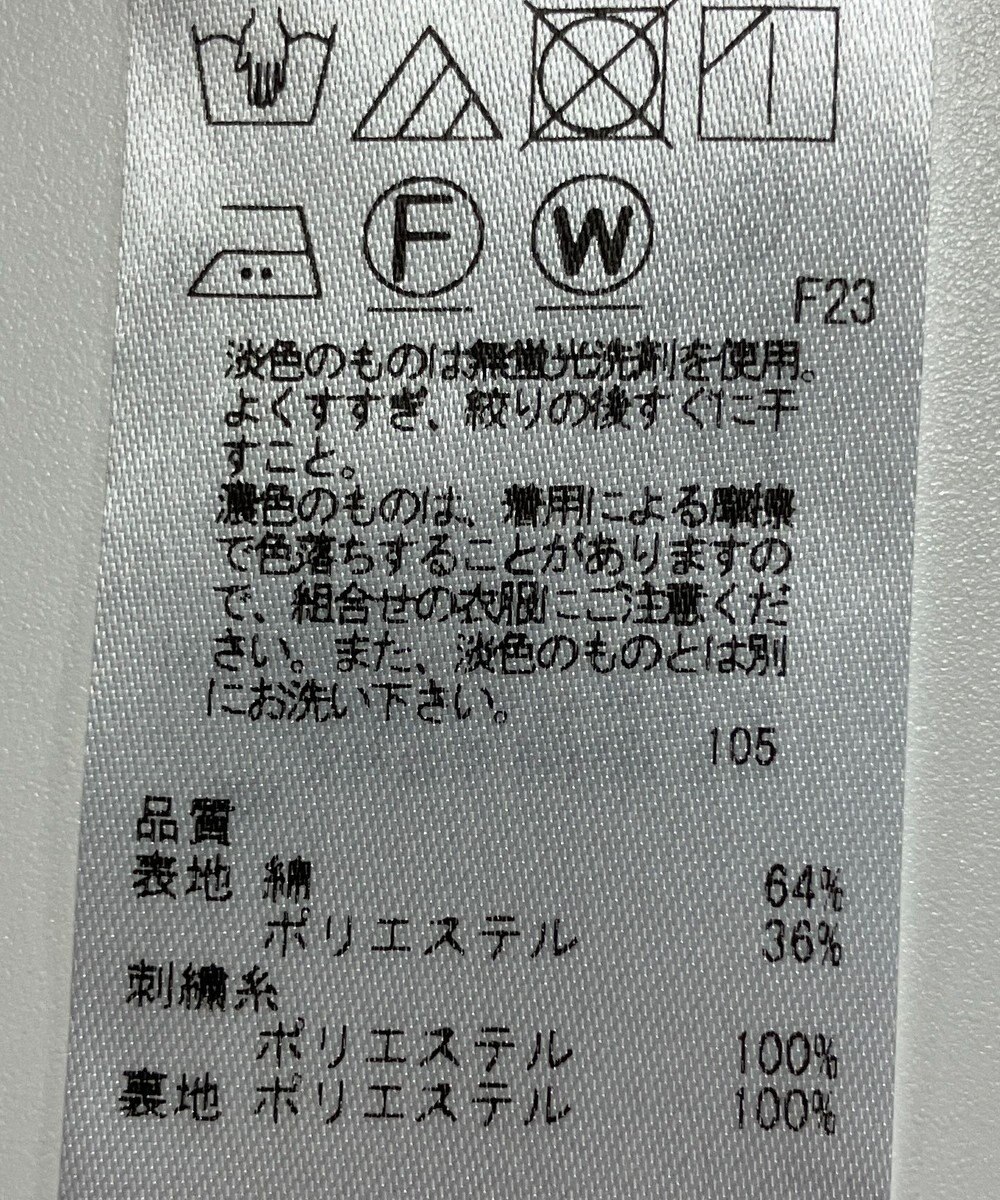 F W
F23
淡色のものは無蛍光洗剤を使用。
よくすすぎ、絞りの後すぐに干
すこと。
濃色のものは、着用による摩擦
で色落ちすることがありますの
で、組合せの衣服にご注意くだ
さい。また、淡色のものとは別
にお洗い下さい。
105
品質
表地 綿 64%
ポリエステル 36%
刺繍糸
ポリエステル 100%
裏地 ポリエステル 100%